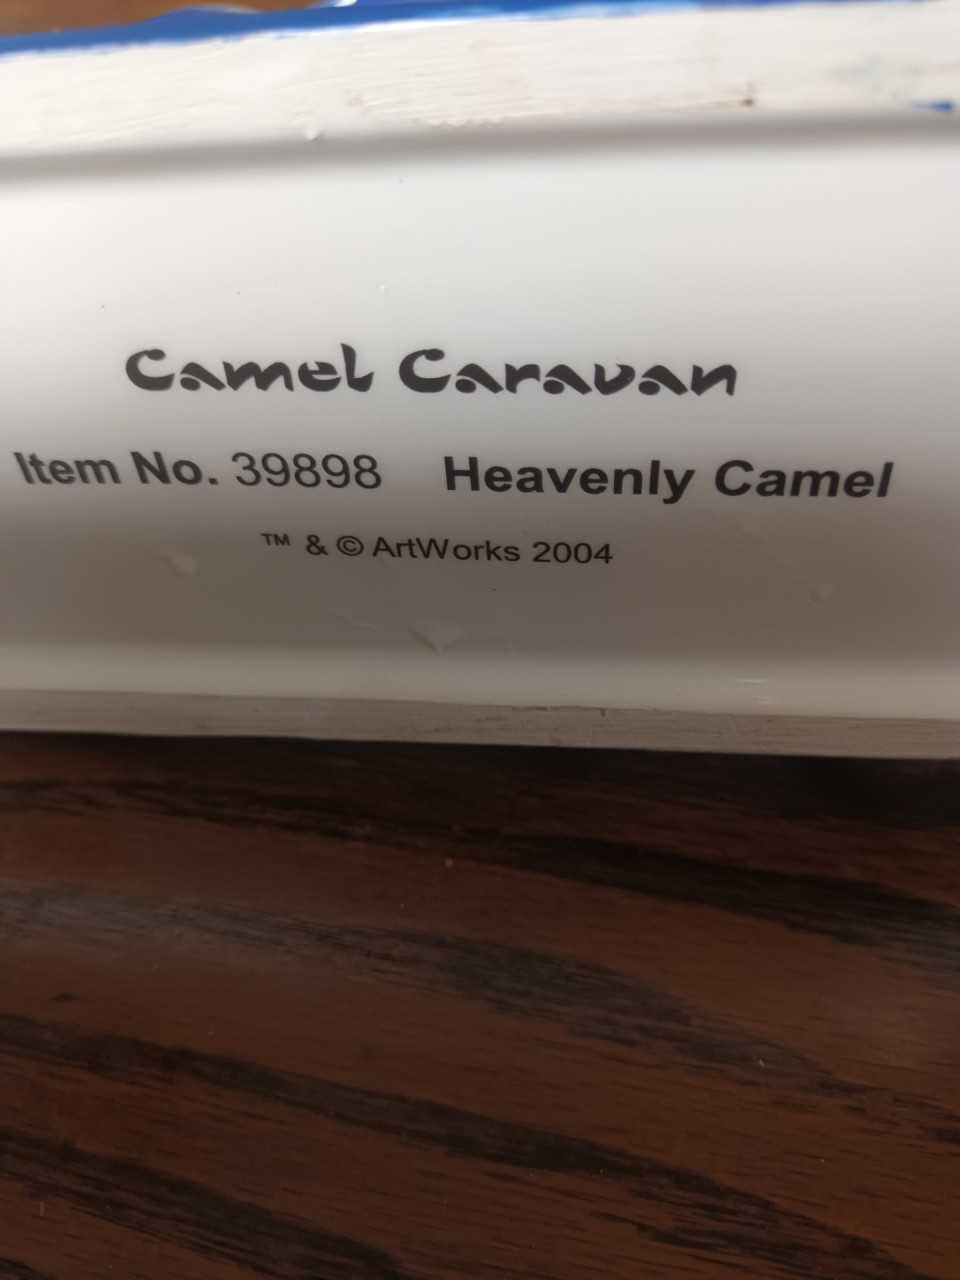 Camel Caravan
Item No. 39898 Heavenly Camel
™ & © ArtWorks 2004